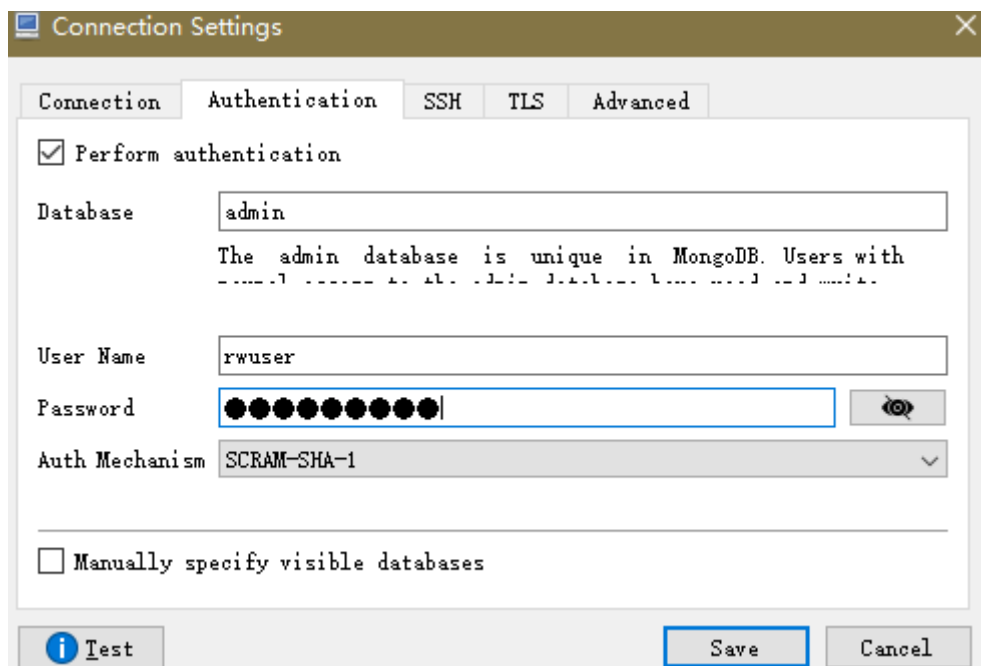 Connection Settings
Connection Authentication SSH TLS Advanced
Perform authentication
Database admin
The admin database is unique in MongoDB. Users with
User Name rwuser
Password
Auth Mechanism SCRAM-SHA-1
Manually specify visible databases
Test Save Cancel